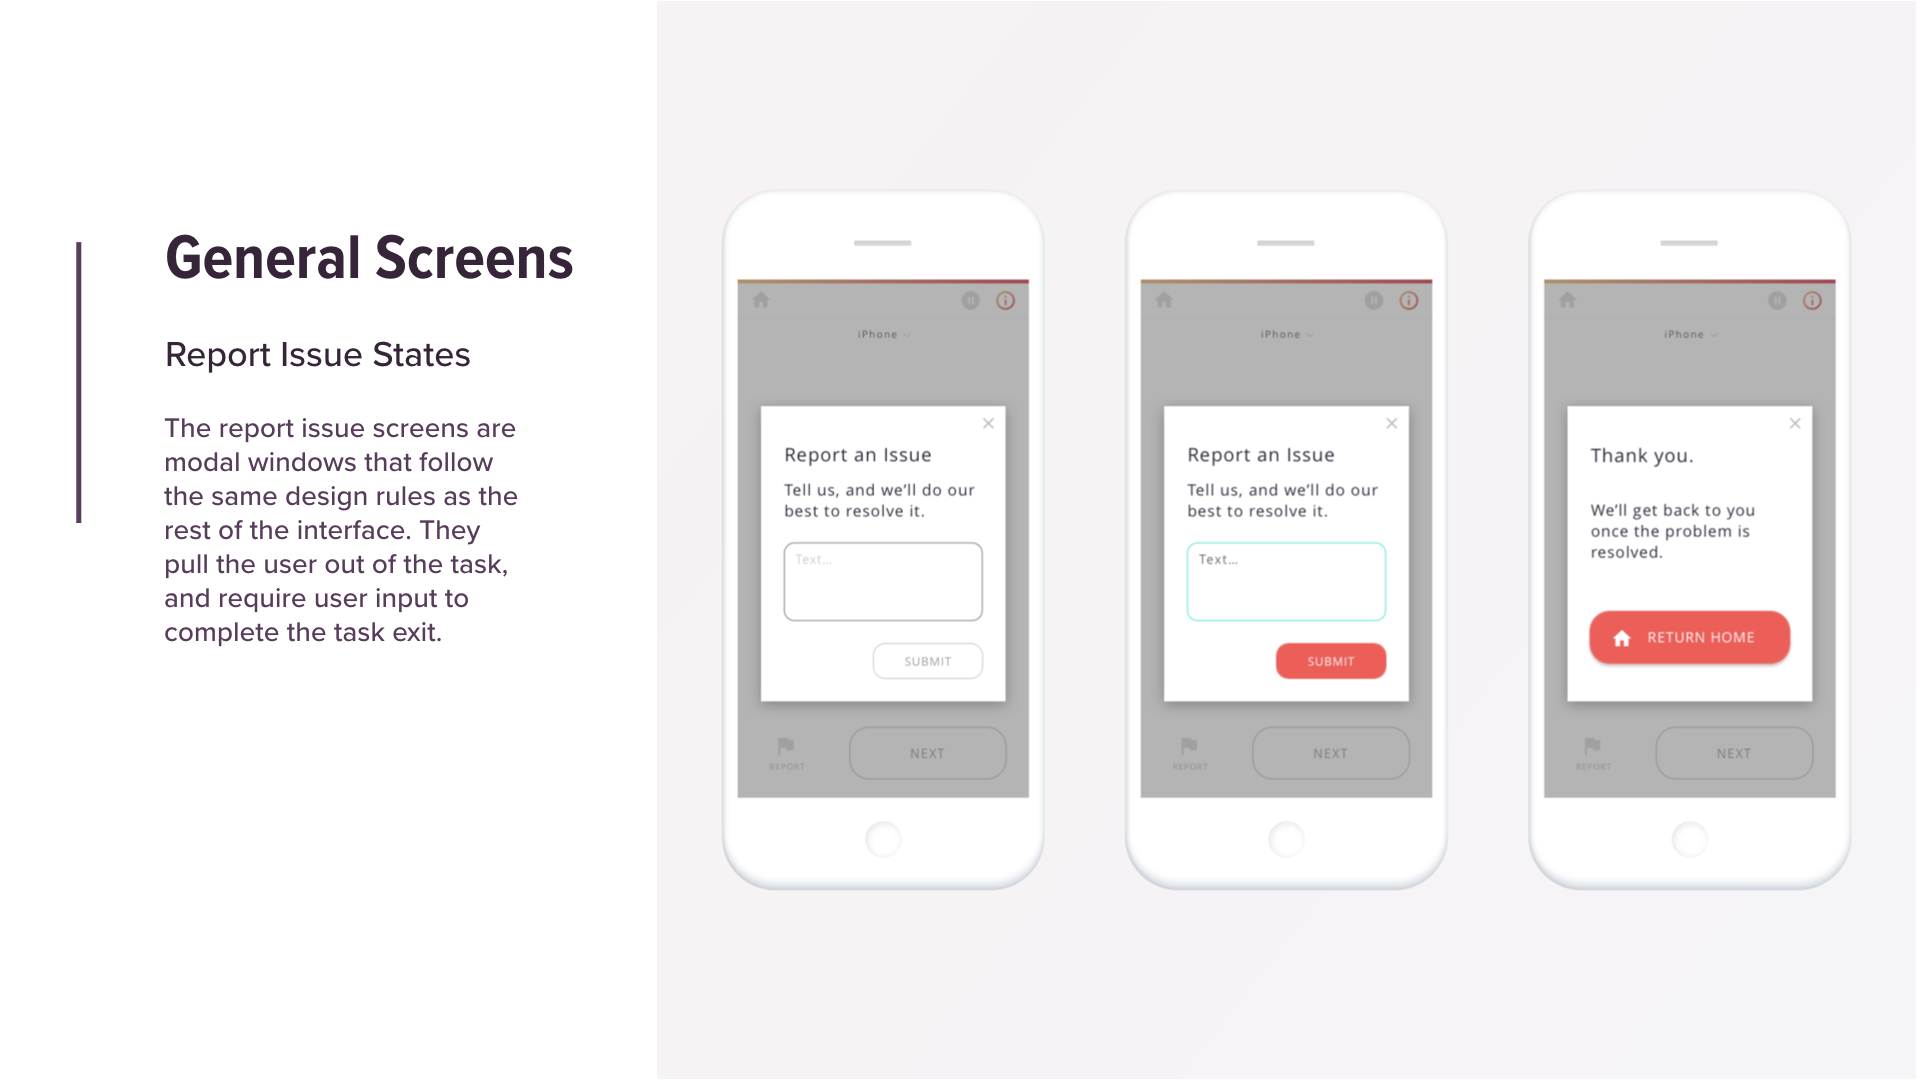 General Screens
Report Issue States
The report issue screens are
modal windows that follow
the same design rules as the
rest of the interface. They
pull the user out of the task,
and require user input to
complete the task exit.
iPhone
Report an Issue
Tell us, and we'll do our
best to resolve it.
Text...
SUBMIT
REPORT
NEXT
iPhone
Report an Issue
Tell us, and we'll do our
best to resolve it.
Text...
SUBMIT
REPORT
NEXT
iPhone
Thank you.
We'll get back to you
once the problem is
resolved.
RETURN HOME
REPORT
NEXT